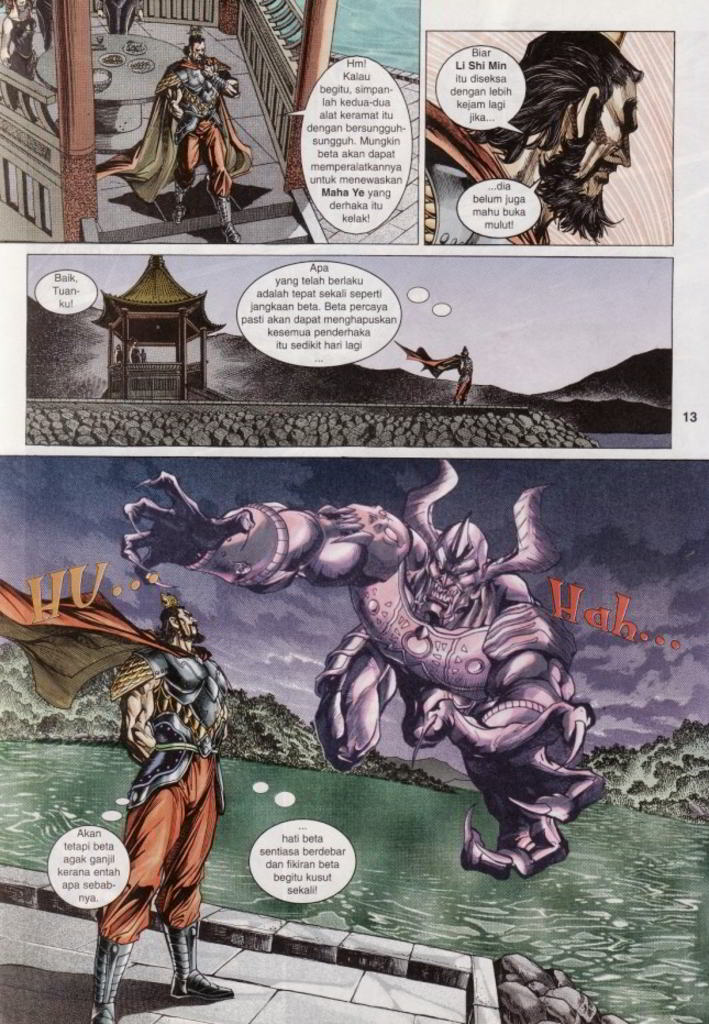 Hm!
Kalau
begitu, simpan-
lah kedua-dua
alat keramat itu
dengan bersungguh-
sungguh. Mungkin
beta akan dapat
memperalatkannya
untuk menewaskan
Maha Ye yang
derhaka itu
kelak!
Biar
Li Shi Min
itu diseksa
dengan lebih
kejam lagi
jika...
...dia
belum juga
mahu buka
mulut!
Baik,
Tuan-
ku!
Apa
yang telah berlaku
adalah tepat sekali seperti
jangkaan beta. Beta percaya
pasti akan dapat menghapuskan
kesemua penderhaka
itu sedikit hari lagi
...
13
HU...
Hah...
Akan
tetapi beta
agak ganjil
kerana entah
apa sebab-
nya.
...
hati beta
sentiasa berdebar
dan fikiran beta
begitu kusut
sekali!